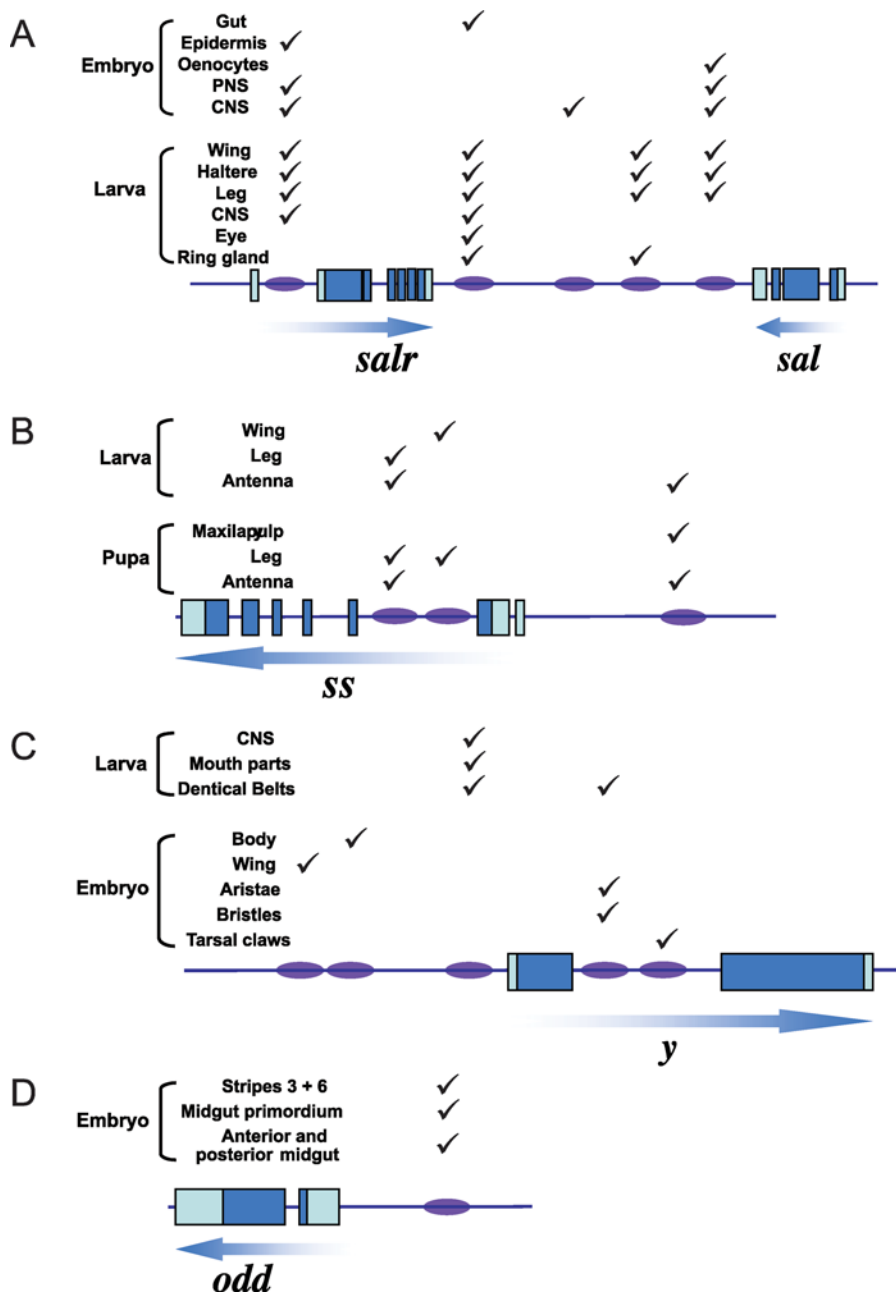 A
Embryo
Gut
Epidermis
Oenocytes
PNS
CNS
Larva
Wing
Haltere
Leg
CNS
Eye
Ring gland
salr
sal
B
Larva
Wing
Leg
Antenna
Pupa
Maxilapypulp
Leg
Antenna
ss
C
Larva
CNS
Mouth parts
Dentical Belts
Embryo
Body
Wing
Aristae
Bristles
Tarsal claws
y
D
Embryo
Stripes 3 + 6
Midgut primordium
Anterior and
posterior midgut
odd